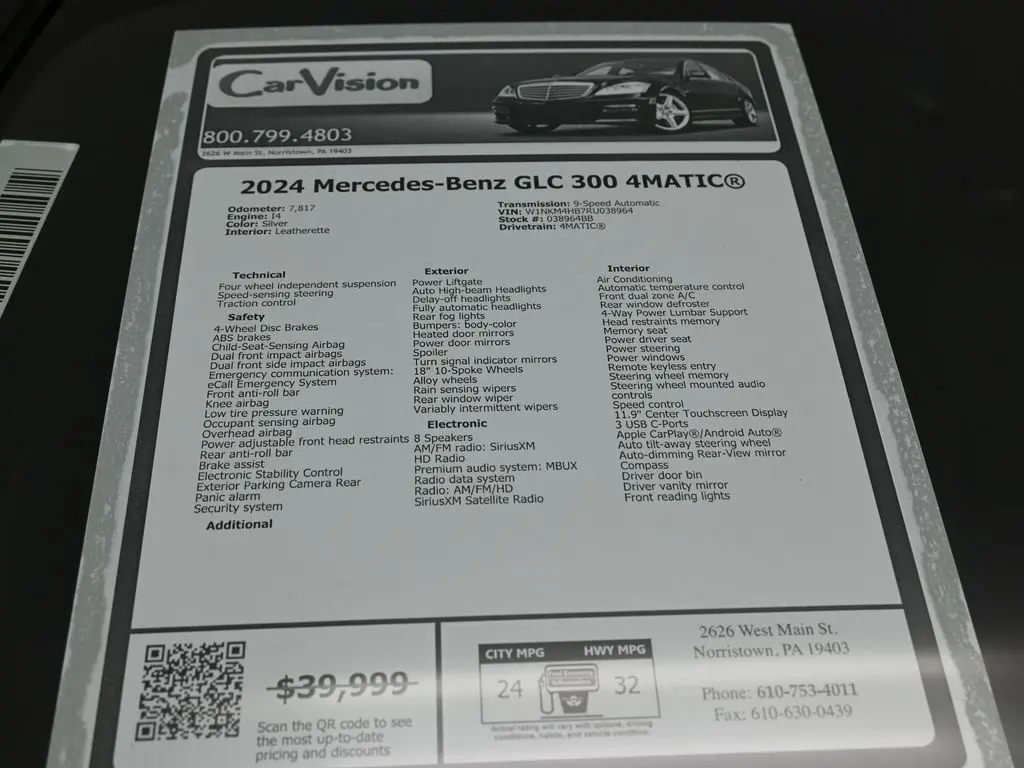 CarVision
800.799.4803
2626 W Main St, Norristown, PA 19403
2024 Mercedes-Benz GLC 300 4MATIC®
Odometer: 7,817
Engine: I4
Color: Silver
Interior: Leatherette
Transmission: 9-Speed Automatic
VIN: W1NKM4HB7RU038964
Stock #: 038964BB
Drivetrain: 4MATIC®
Technical
Four wheel independent suspension
Speed-sensing steering
Traction control
Safety
4-Wheel Disc Brakes
ABS brakes
Child-Seat-Sensing Airbag
Dual front impact airbags
Dual front side impact airbags
Emergency communication system:
eCall Emergency System
Front anti-roll bar
Knee airbag
Low tire pressure warning
Occupant sensing airbag
Overhead airbag
Power adjustable front head restraints
Rear anti-roll bar
Brake assist
Electronic Stability Control
Exterior Parking Camera Rear
Panic alarm
Security system
Additional
Exterior
Power Liftgate
Auto High-beam Headlights
Delay-off headlights
Fully automatic headlights
Rear fog lights
Bumpers: body-color
Heated door mirrors
Power door mirrors
Spoiler
Turn signal indicator mirrors
18" 10-Spoke Wheels
Alloy wheels
Rain sensing wipers
Rear window wiper
Variably intermittent wipers
Electronic
8 Speakers
AM/FM radio: SiriusXM
HD Radio
Premium audio system: MBUX
Radio data system
Radio: AM/FM/HD
SiriusXM Satellite Radio
Interior
Air Conditioning
Automatic temperature control
Front dual zone A/C
Rear window defroster
4-Way Power Lumbar Support
Head restraints memory
Memory seat
Power driver seat
Power steering
Power windows
Remote keyless entry
Steering wheel memory
Steering wheel mounted audio
controls
Speed control
11.9" Center Touchscreen Display
3 USB C-Ports
Apple CarPlay®/Android Auto®
Auto tilt-away steering wheel
Auto-dimming Rear-View mirror
Compass
Driver door bin
Driver vanity mirror
Front reading lights
$39,999
Scan the QR code to see
the most up-to-date
pricing and discounts
CITY MPG
HWY MPG
24
32
Actual rating will vary with options, driving
conditions, habits, and vehicle condition.
2626 West Main St.
Norristown, PA 19403
Phone: 610-753-4011
Fax: 610-630-0439